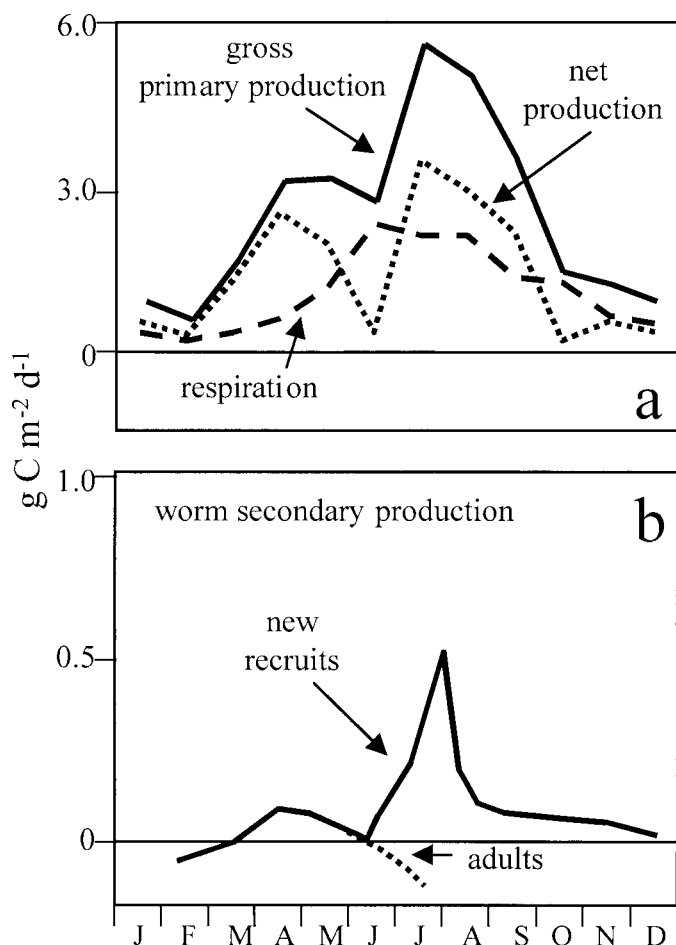 6.0
gross
primary production
net
production
3.0
0
respiration
a
g C m⁻² d⁻¹
1.0
worm secondary production
b
new
recruits
0.5
0
adults
J F M A M J J A S O N D